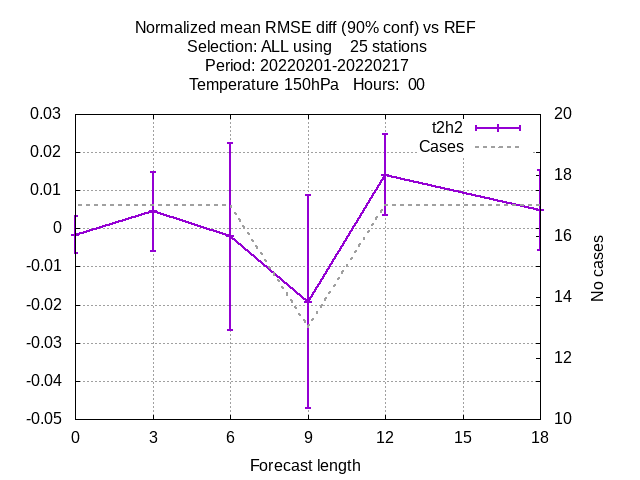 Normalized mean RMSE diff (90% conf) vs REF
Selection: ALL using    25 stations
Period: 20220201-20220217
Temperature 150hPa   Hours:  00
0.03
0.02
0.01
0
-0.01
-0.02
-0.03
-0.04
-0.05
20
18
16
14
12
10
t2h2
Cases
No cases
0 3 6 9 12 15 18
Forecast length